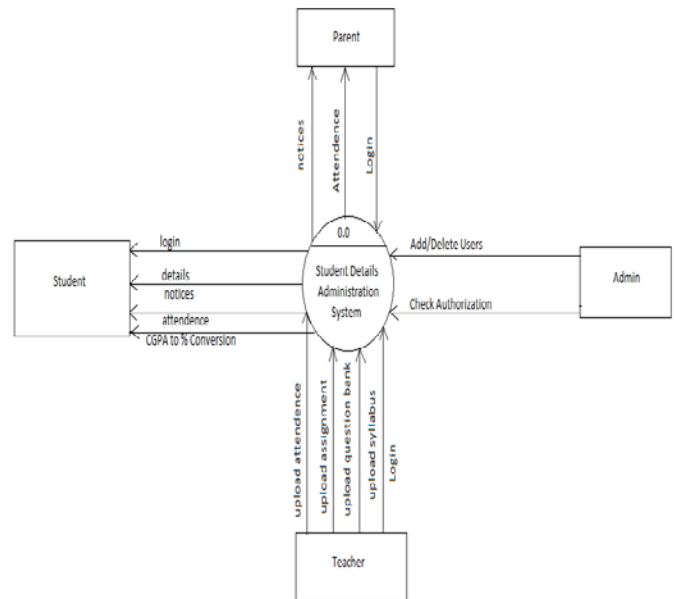 Parent
notices
Attendence
Login
0.0
Student Details
Administration
System
login
details
notices
attendence
CGPA to % Conversion
Student
Add/Delete Users
Check Authorization
Admin
upload attendence
upload assignment
upload question bank
upload syllabus
Login
Teacher